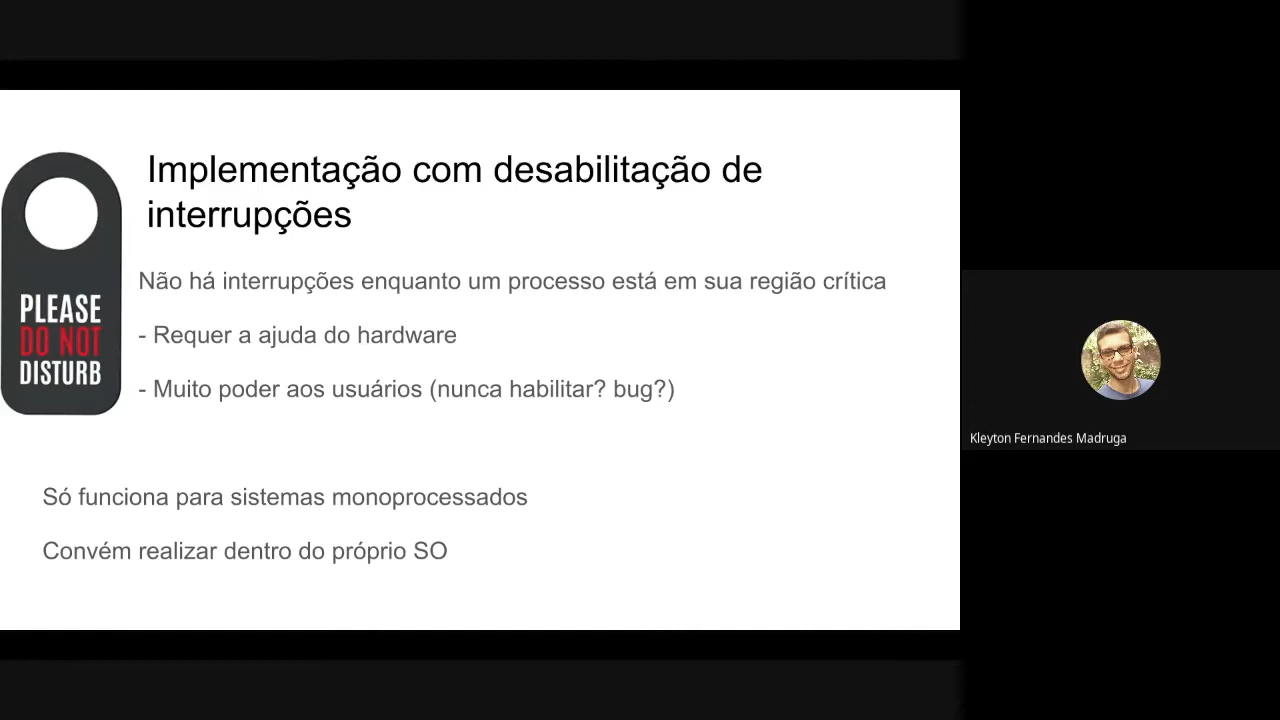 Implementação com desabilitação de
interrupções
PLEASE
DO NOT
DISTURB
Não há interrupções enquanto um processo está em sua região crítica
- Requer a ajuda do hardware
- Muito poder aos usuários (nunca habilitar? bug?)
Só funciona para sistemas monoprocessados
Convém realizar dentro do próprio SO
Kleyton Fernandes Madruga